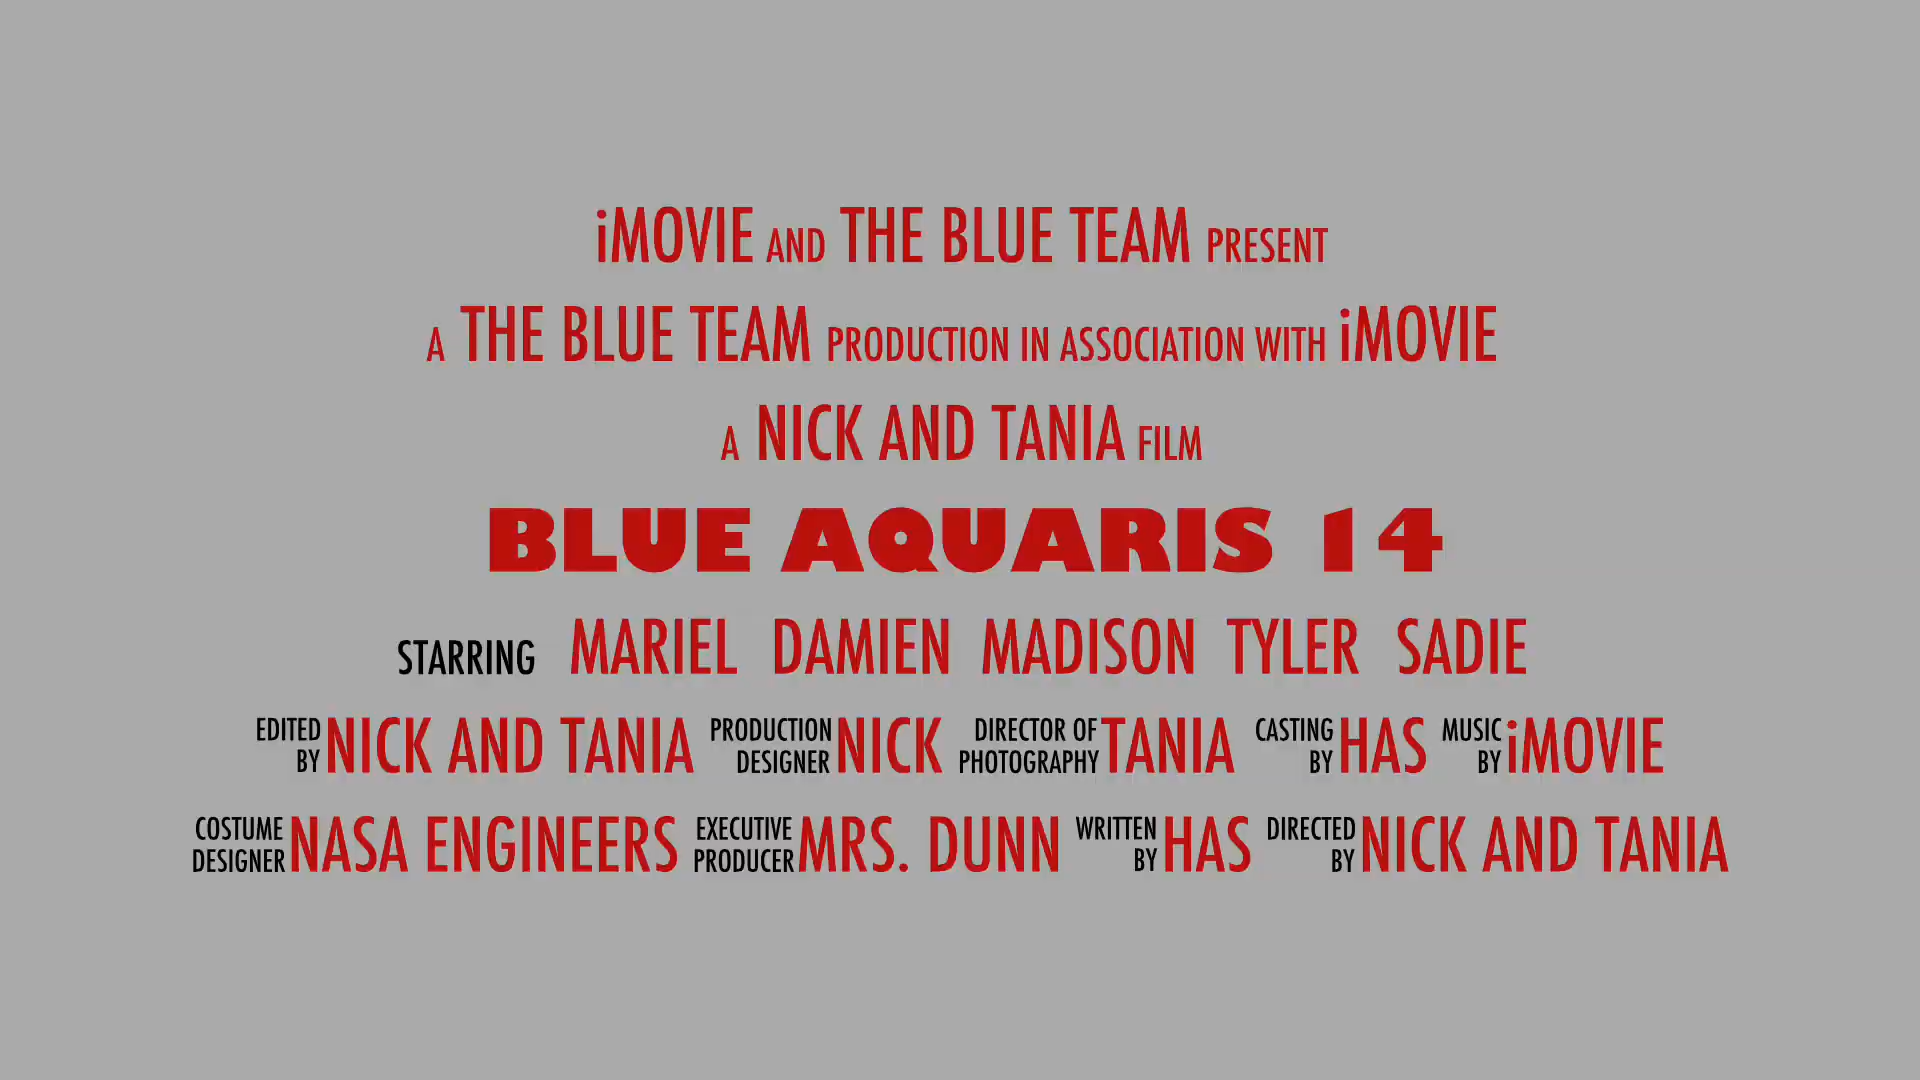 iMOVIE AND THE BLUE TEAM PRESENT
A THE BLUE TEAM PRODUCTION IN ASSOCIATION WITH iMOVIE
A NICK AND TANIA FILM
BLUE AQUARIS 14
STARRING MARIEL DAMIEN MADISON TYLER SADIE
EDITED BY NICK AND TANIA PRODUCTION DESIGNER NICK DIRECTOR OF PHOTOGRAPHY TANIA CASTING BY HAS MUSIC BY iMOVIE
COSTUME DESIGNER NASA ENGINEERS EXECUTIVE PRODUCER MRS. DUNN WRITTEN BY HAS DIRECTED BY NICK AND TANIA